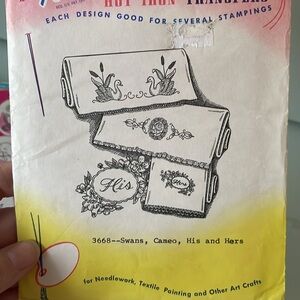 HOT IRON TRANSFERS
EACH DESIGN GOOD FOR SEVERAL STAMPINGS
His
Hers
3668--Swans, Cameo, His and Hers
for Needlework, Textile Painting and Other Art Crafts